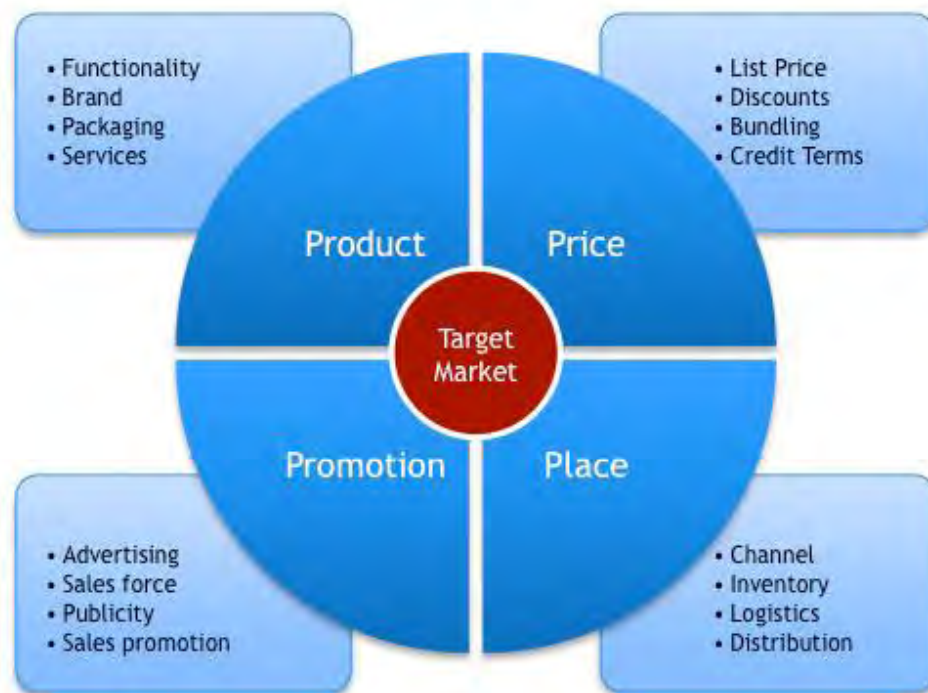 • Functionality
• Brand
• Packaging
• Services
• List Price
• Discounts
• Bundling
• Credit Terms
Product
Price
Target
Market
Promotion
Place
• Advertising
• Sales force
• Publicity
• Sales promotion
• Channel
• Inventory
• Logistics
• Distribution